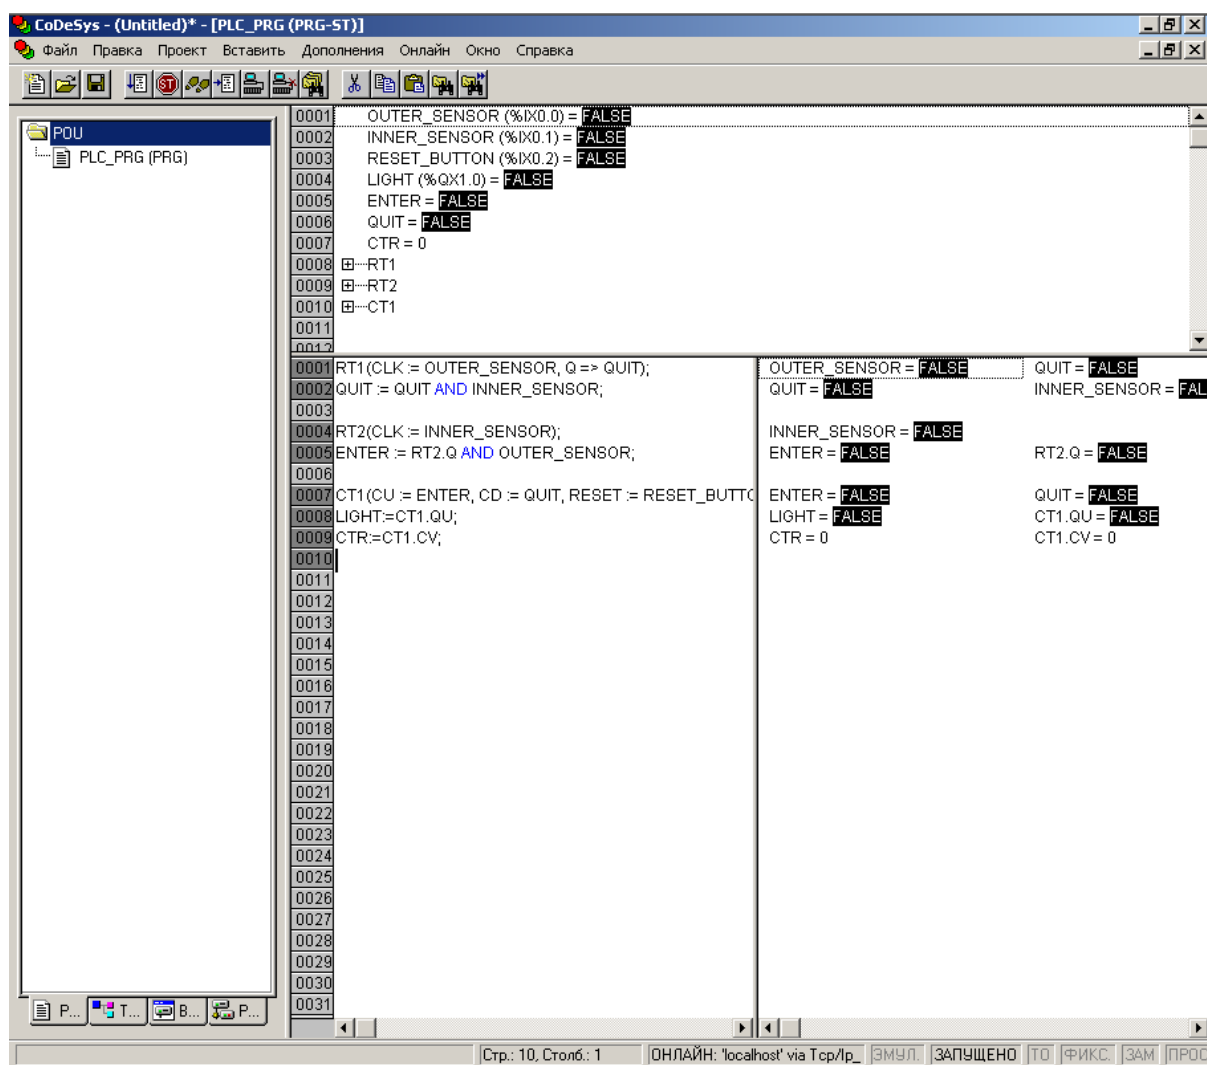 CoDeSys - (Untitled)* - [PLC_PRG (PRG-ST)]
Файл Правка Проект Вставить Дополнения Онлайн Окно Справка
POU
PLC_PRG (PRG)
0001 OUTER_SENSOR (%IX0.0) = FALSE
0002 INNER_SENSOR (%IX0.1) = FALSE
0003 RESET_BUTTON (%IX0.2) = FALSE
0004 LIGHT (%QX1.0) = FALSE
0005 ENTER = FALSE
0006 QUIT = FALSE
0007 CTR = 0
0008 RT1
0009 RT2
0010 CT1
0011
0012
0001 RT1(CLK := OUTER_SENSOR, Q => QUIT); OUTER_SENSOR = FALSE QUIT = FALSE
0002 QUIT := QUIT AND INNER_SENSOR; QUIT = FALSE INNER_SENSOR = FAL
0003
0004 RT2(CLK := INNER_SENSOR); INNER_SENSOR = FALSE
0005 ENTER := RT2.Q AND OUTER_SENSOR; ENTER = FALSE RT2.Q = FALSE
0006
0007 CT1(CU := ENTER, CD := QUIT, RESET := RESET_BUTTO ENTER = FALSE QUIT = FALSE
0008 LIGHT:=CT1.QU; LIGHT = FALSE CT1.QU = FALSE
0009 CTR:=CT1.CV; CTR = 0 CT1.CV = 0
0010
0011
0012
0013
0014
0015
0016
0017
0018
0019
0020
0021
0022
0023
0024
0025
0026
0027
0028
0029
0030
0031
P... T... B... P...
Стр.: 10, Столб.: 1 ОНЛАЙН: 'localhost' via Tcp/Ip_ ЭМУЛ. ЗАПУЩЕНО TO ФИКС. ЗАМ ПРОС